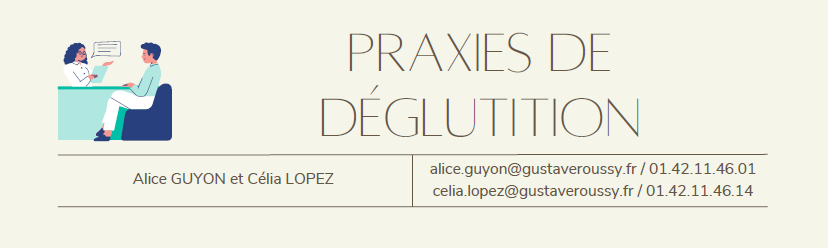 PRAXIES DE
DÉGLUTITION
Alice GUYON et Célia LOPEZ
alice.guyon@gustaveroussy.fr / 01.42.11.46.01
celia.lopez@gustaveroussy.fr / 01.42.11.46.14